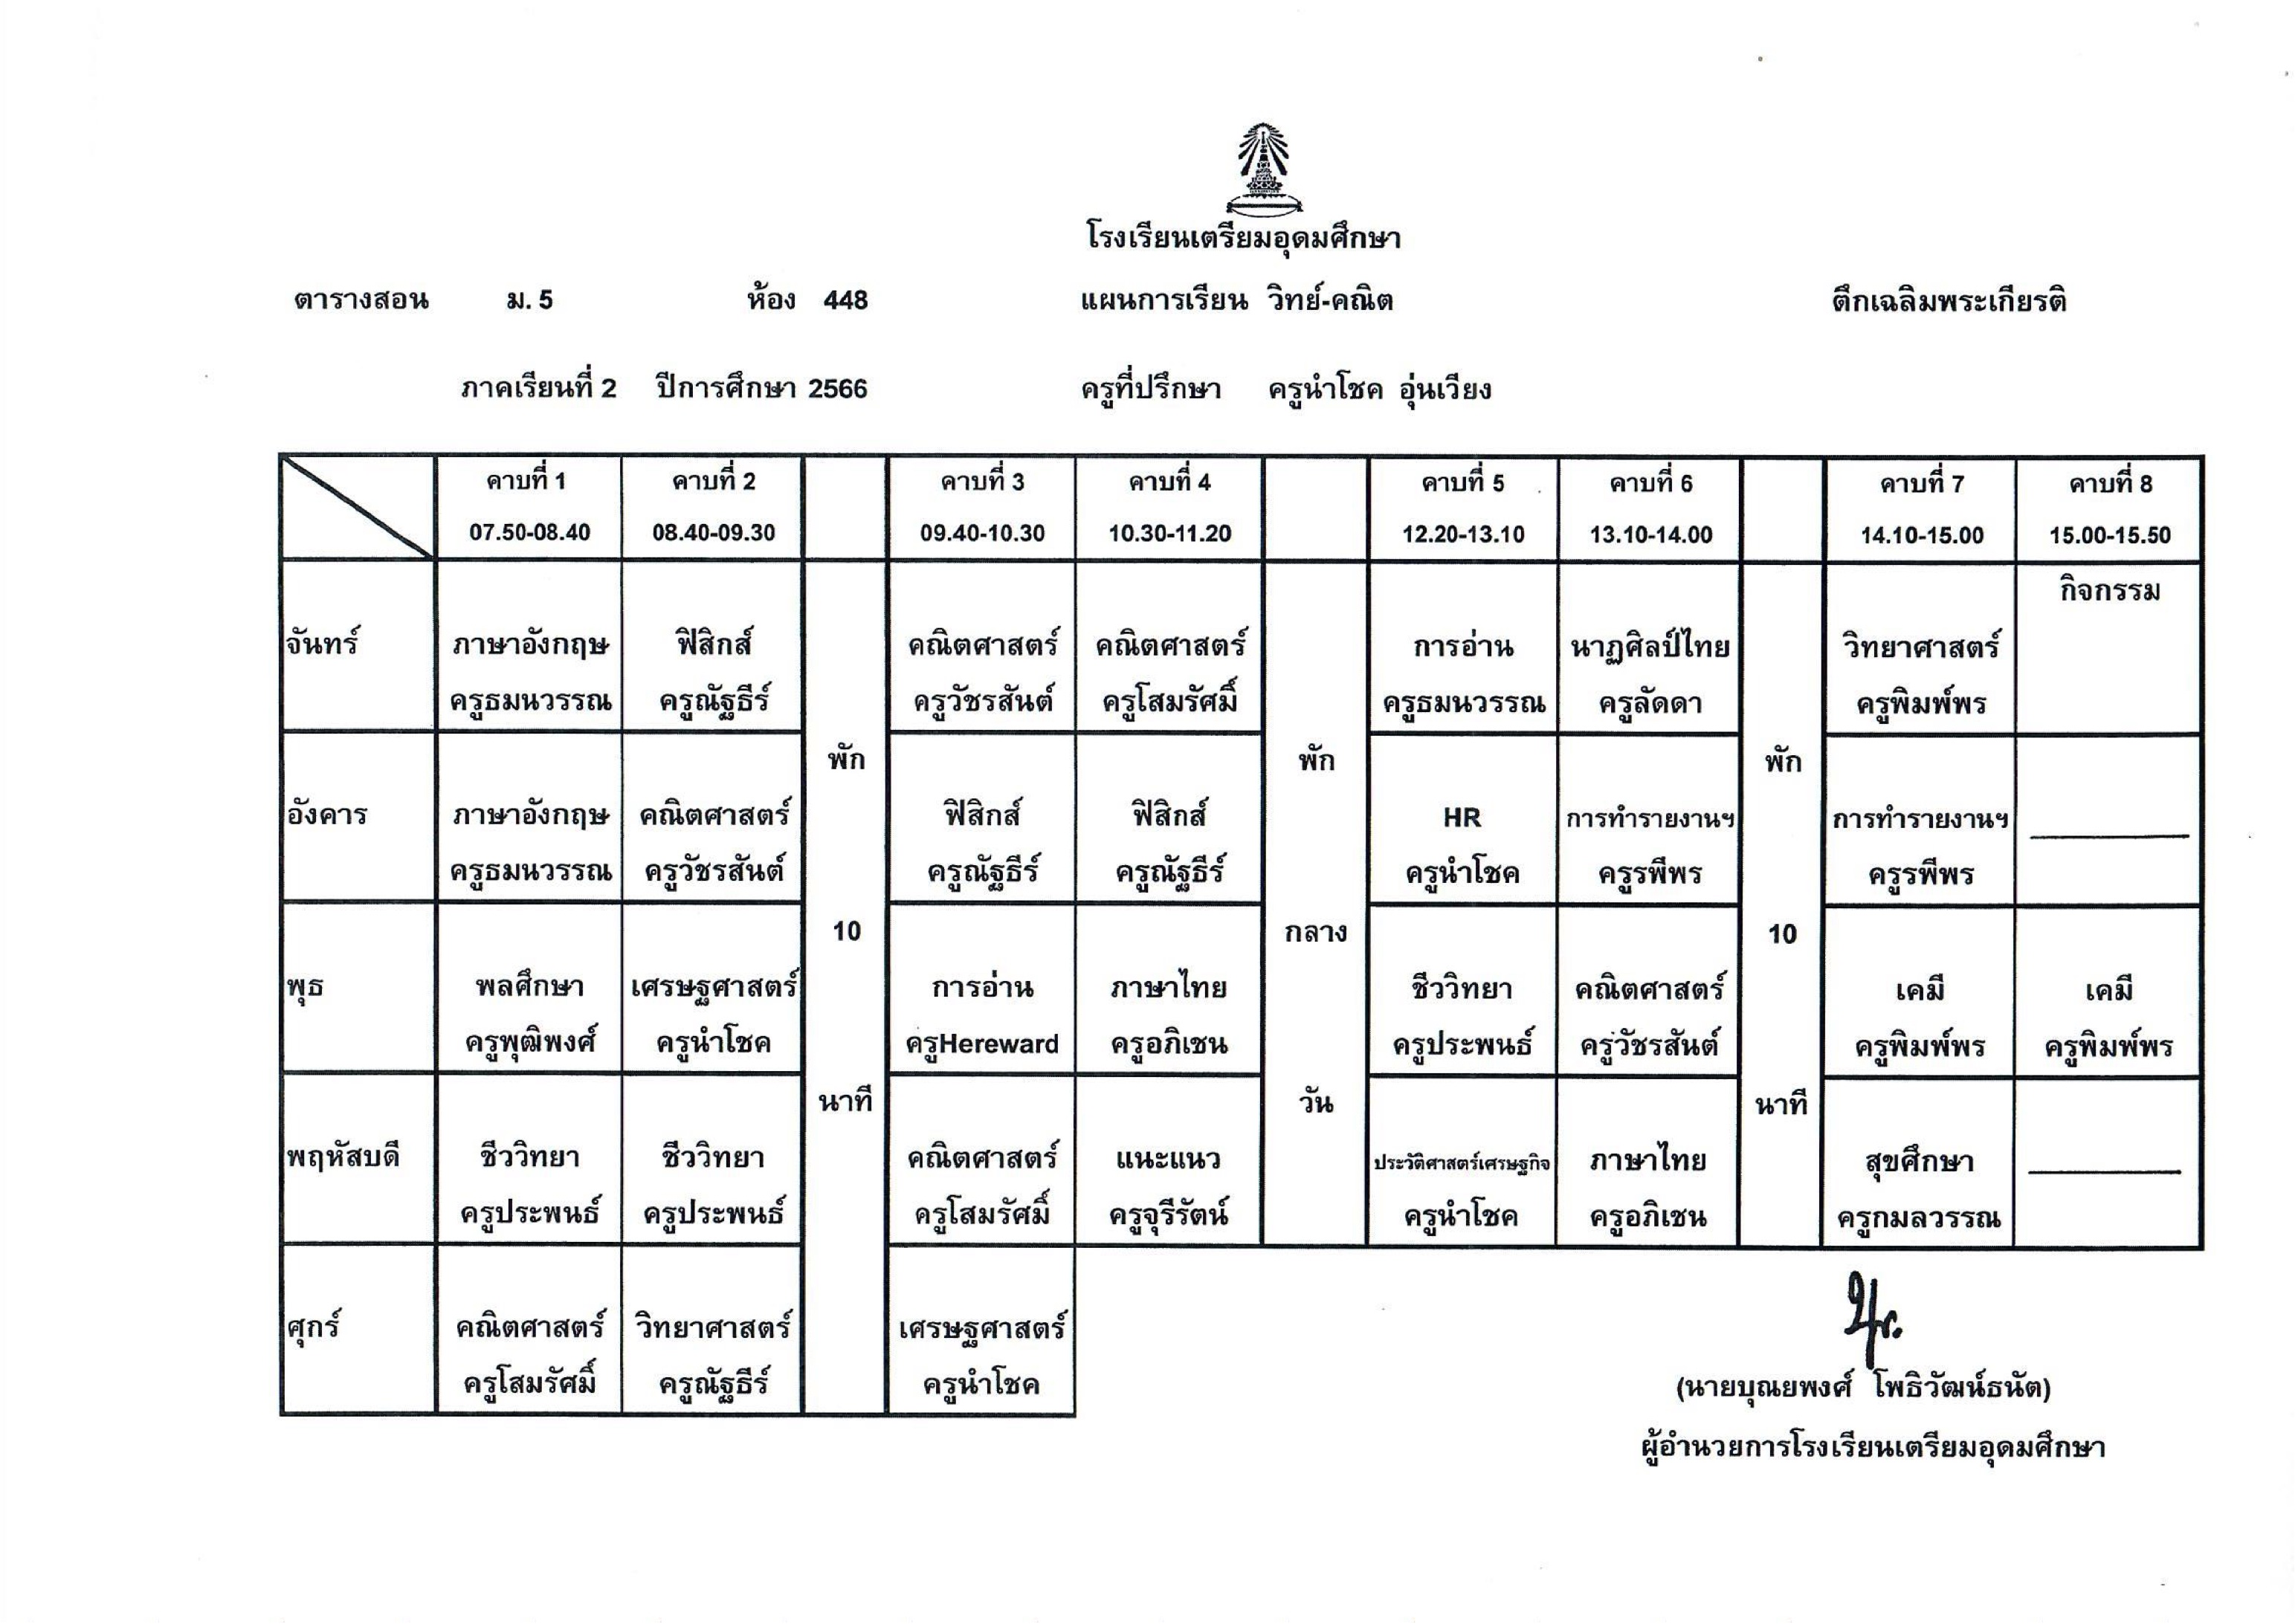 โรงเรียนเตรียมอุดมศึกษา
ตารางสอน ม. 5 ห้อง 448 แผนการเรียน วิทย์-คณิต ตึกเฉลิมพระเกียรติ
ภาคเรียนที่ 2 ปีการศึกษา 2566 ครูที่ปรึกษา ครูนำโชค อุ่นเวียง
คาบที่ 1 คาบที่ 2 คาบที่ 3 คาบที่ 4 คาบที่ 5 คาบที่ 6 คาบที่ 7 คาบที่ 8
07.50-08.40 08.40-09.30 09.40-10.30 10.30-11.20 12.20-13.10 13.10-14.00 14.10-15.00 15.00-15.50
กิจกรรม
จันทร์ ภาษาอังกฤษ ฟิสิกส์ คณิตศาสตร์ คณิตศาสตร์ การอ่าน นาฏศิลป์ไทย วิทยาศาสตร์
ครูธมนวรรณ ครูณัฐธีร์ ครูวัชรสันต์ ครูโสมรัศมิ์ ครูธมนวรรณ ครูลัดดา ครูพิมพ์พร
พัก พัก พัก
อังคาร ภาษาอังกฤษ คณิตศาสตร์ ฟิสิกส์ ฟิสิกส์ HR การทำรายงานฯ การทำรายงานฯ
ครูธมนวรรณ ครูวัชรสันต์ ครูณัฐธีร์ ครูณัฐธีร์ ครูนำโชค ครูรพีพร ครูรพีพร
10 กลาง 10
พุธ พลศึกษา เศรษฐศาสตร์ การอ่าน ภาษาไทย ชีววิทยา คณิตศาสตร์ เคมี เคมี
ครูพุฒิพงศ์ ครูนำโชค ครูHereward ครูอภิเชน ครูประพนธ์ ครูวัชรสันต์ ครูพิมพ์พร ครูพิมพ์พร
นาที วัน นาที
พฤหัสบดี ชีววิทยา ชีววิทยา คณิตศาสตร์ แนะแนว ประวัติศาสตร์เศรษฐกิจ ภาษาไทย สุขศึกษา
ครูประพนธ์ ครูประพนธ์ ครูโสมรัศมิ์ ครูจุรีรัตน์ ครูนำโชค ครูอภิเชน ครูกมลวรรณ
ศุกร์ คณิตศาสตร์ วิทยาศาสตร์ เศรษฐศาสตร์
ครูโสมรัศมิ์ ครูณัฐธีร์ ครูนำโชค
(นายบุณยพงศ์ โพธิวัฒน์ธนัต)
ผู้อำนวยการโรงเรียนเตรียมอุดมศึกษา